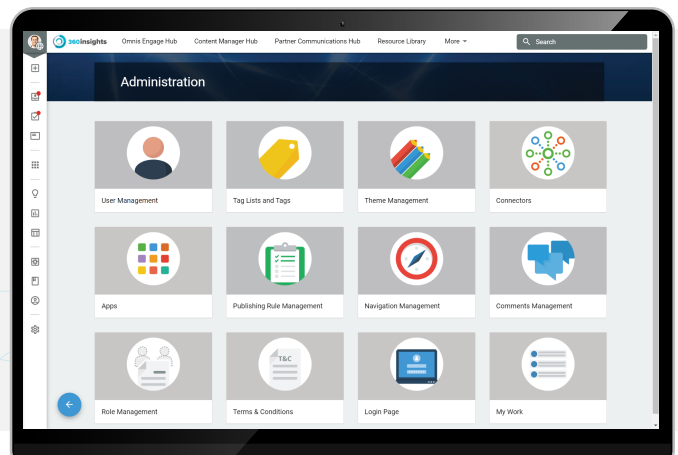 360insights Omnis Engage Hub Content Manager Hub Partner Communications Hub Resource Library More Search
Administration
User Management Tag Lists and Tags Theme Management Connectors
Apps Publishing Rule Management Navigation Management Comments Management
T&C
Role Management Terms & Conditions Login Page My Work